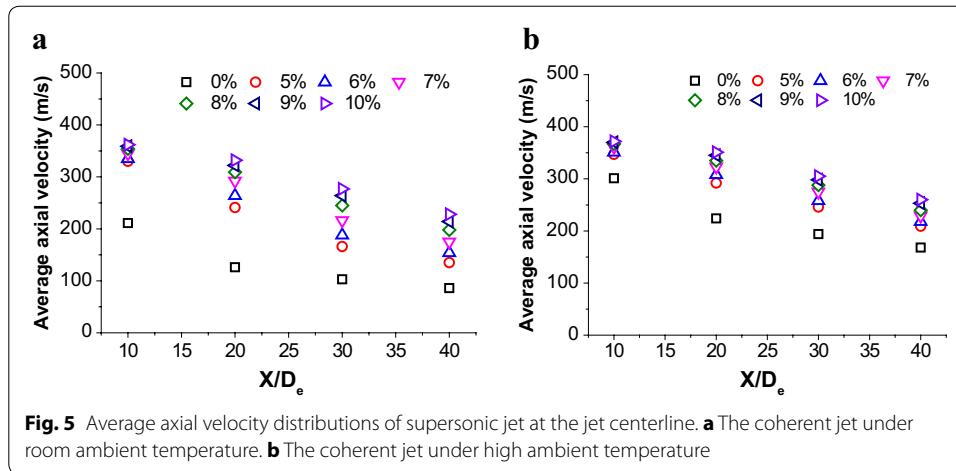 a
500
400
300
200
100
0
Average axial velocity (m/s)
0% 5% 6% 7%
8% 9% 10%
10 15 20 25 30 35 40
X/De
b
500
400
300
200
100
0
Average axial velocity (m/s)
0% 5% 6% 7%
8% 9% 10%
10 15 20 25 30 35 40
X/De
Fig. 5 Average axial velocity distributions of supersonic jet at the jet centerline. a The coherent jet under
room ambient temperature. b The coherent jet under high ambient temperature